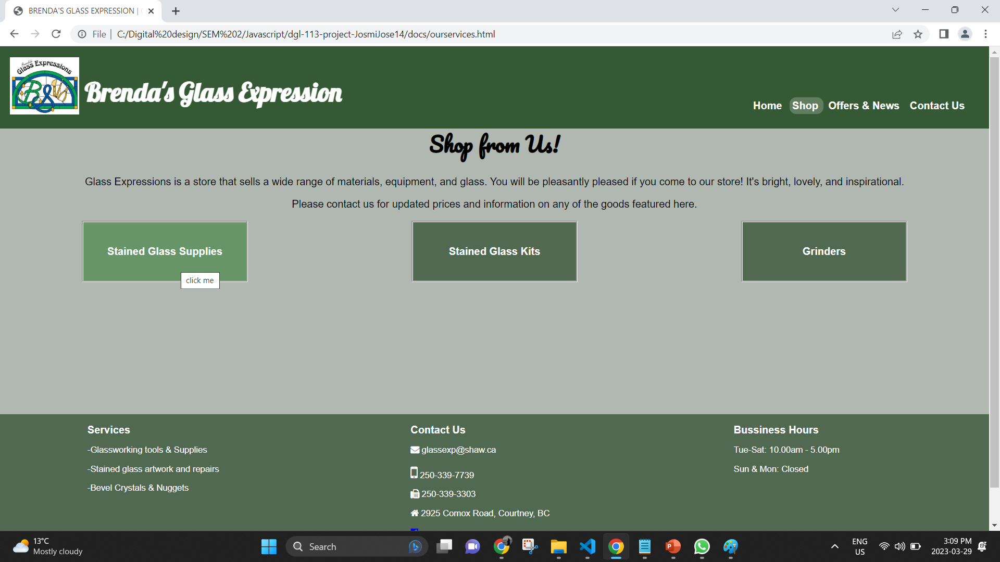 BRENDA'S GLASS EXPRESSION |
File | C:/Digital%20design/SEM%202/Javascript/dgl-113-project-JosmiJose14/docs/ourservices.html
Glass Expressions
Brenda's Glass Expression
Home Shop Offers & News Contact Us
Shop from Us!
Glass Expressions is a store that sells a wide range of materials, equipment, and glass. You will be pleasantly pleased if you come to our store! It's bright, lovely, and inspirational.
Please contact us for updated prices and information on any of the goods featured here.
Stained Glass Supplies
Stained Glass Kits
Grinders
click me
Services
-Glassworking tools & Supplies
-Stained glass artwork and repairs
-Bevel Crystals & Nuggets
Contact Us
glassexp@shaw.ca
250-339-7739
250-339-3303
2925 Comox Road, Courtney, BC
Bussiness Hours
Tue-Sat: 10.00am - 5.00pm
Sun & Mon: Closed
13°C
Mostly cloudy
Search
ENG
US
3:09 PM
2023-03-29